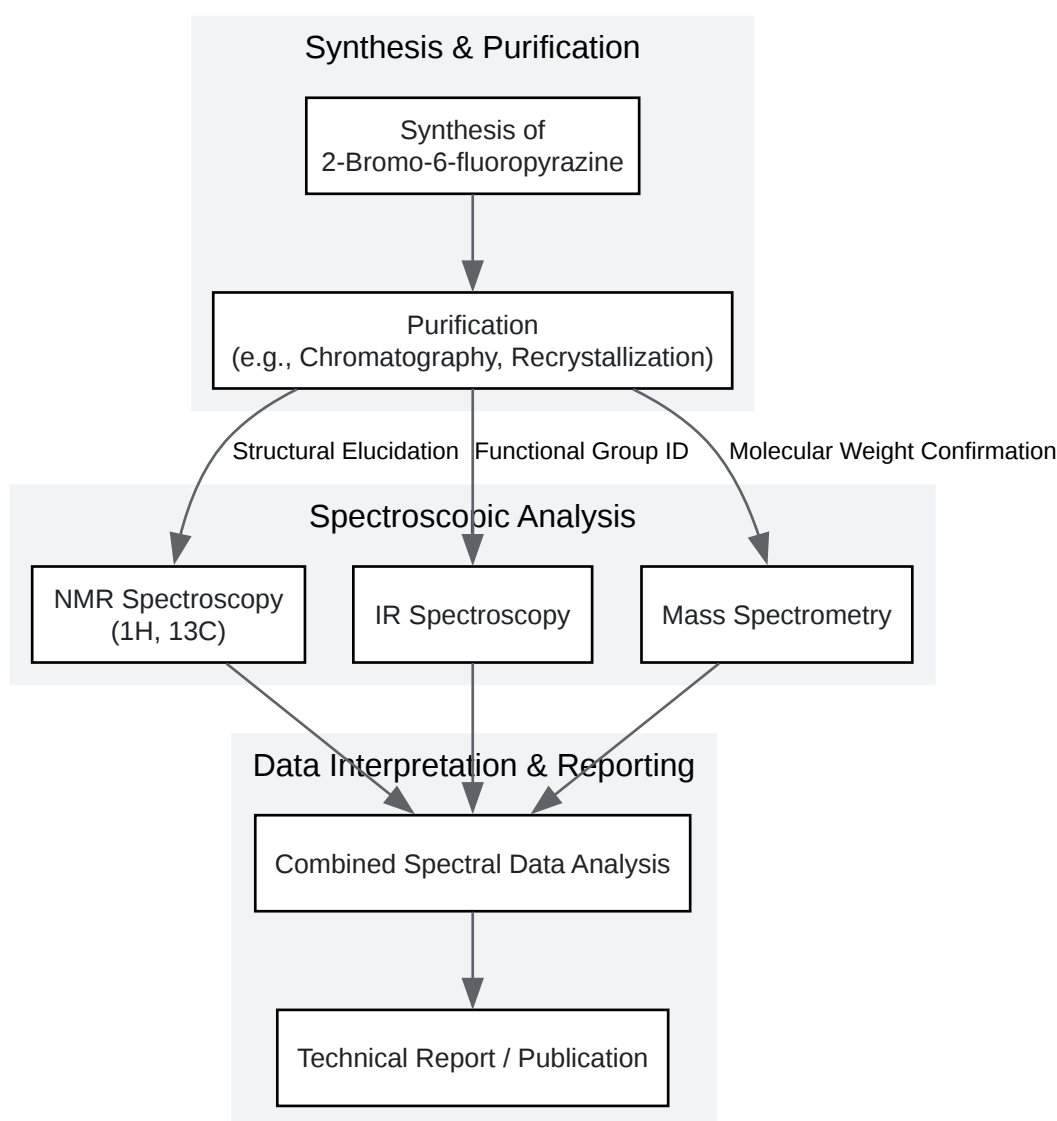 Synthesis & Purification
Synthesis of
2-Bromo-6-fluoropyrazine
Purification
(e.g., Chromatography, Recrystallization)
Structural Elucidation
Functional Group ID
Molecular Weight Confirmation
Spectroscopic Analysis
NMR Spectroscopy
(1H, 13C)
IR Spectroscopy
Mass Spectrometry
Data Interpretation & Reporting
Combined Spectral Data Analysis
Technical Report / Publication